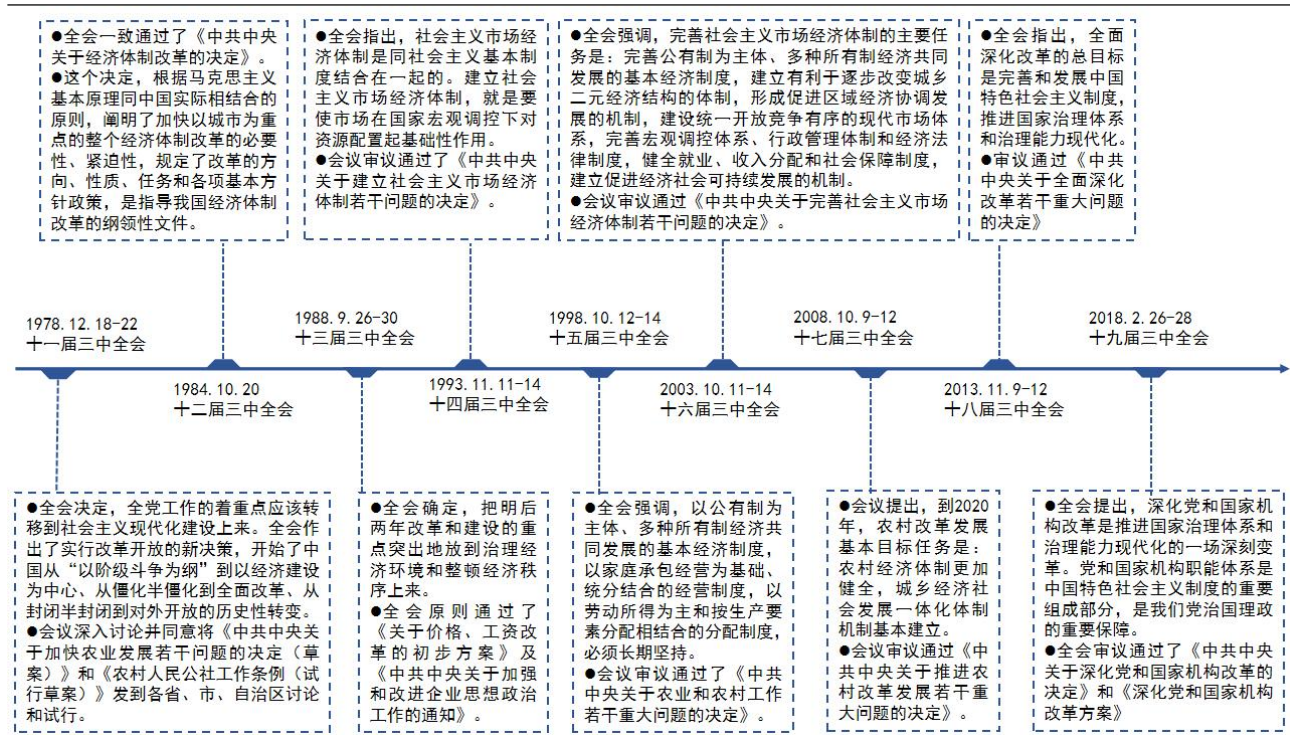 ●全会一致通过了《中共中央
关于经济体制改革的决定》。
●这个决定，根据马克思主义
基本原理同中国实际相结合的
原则，阐明了加快以城市为重
点的整个经济体制改革的必要
性、紧迫性，规定了改革的方
向、性质、任务和各项基本方
针政策，是指导我国经济体制
改革的纲领性文件。
●全会指出，社会主义市场经
济体制是同社会主义基本制
度结合在一起的。建立社会
主义市场经济体制，就是要
使市场在国家宏观调控下对
资源配置起基础性作用。
●会议审议通过了《中共中央
关于建立社会主义市场经济
体制若干问题的决定》。
●全会强调，完善社会主义市场经济体制的主要任
务是：完善公有制为主体、多种所有制经济共同
发展的基本经济制度，建立有利于逐步改变城乡
二元经济结构的体制，形成促进区域经济协调发
展的机制，建设统一开放竞争有序的现代市场体
系，完善宏观调控体系、行政管理体制和经济法
律制度，健全就业、收入分配和社会保障制度，
建立促进经济社会可持续发展的机制。
●会议审议通过《中共中央关于完善社会主义市场
经济体制若干问题的决定》。
●全会指出，全面
深化改革的总目标
是完善和发展中国
特色社会主义制度，
推进国家治理体系
和治理能力现代化。
●审议通过《中共
中央关于全面深化
改革若干重大问题
的决定》
1978.12.18-22
十一届三中全会
1988.9.26-30
十三届三中全会
1998.10.12-14
十五届三中全会
2008.10.9-12
十七届三中全会
2018.2.26-28
十九届三中全会
1984.10.20
十二届三中全会
1993.11.11-14
十四届三中全会
2003.10.11-14
十六届三中全会
2013.11.9-12
十八届三中全会
●全会决定，全党工作的着重点应该转
移到社会主义现代化建设上来。全会作
出了实行改革开放的新决策，开始了中
国从“以阶级斗争为纲”到以经济建设
为中心、从僵化半僵化到全面改革、从
封闭半封闭到对外开放的历史性转变。
●会议深入讨论并同意将《中共中央关
于加快农业发展若干问题的决定（草
案）》和《农村人民公社工作条例（试
行草案）》发到各省、市、自治区讨论
和试行。
●全会确定，把明后
两年改革和建设的重
点突出地放到治理经
济环境和整顿经济秩
序上来。
●全会原则通过了
《关于价格、工资改
革的初步方案》及
《中共中央关于加强
和改进企业思想政治
工作的通知》。
●全会强调，以公有制为
主体、多种所有制经济共
同发展的基本经济制度，
以家庭承包经营为基础、
统分结合的经营制度，以
劳动所得为主和按生产要
素分配相结合的分配制度，
必须长期坚持。
●会议审议通过了《中共
中央关于农业和农村工作
若干重大问题的决定》。
●会议提出，到2020
年，农村改革发展
基本目标任务是：
农村经济体制更加
健全，城乡经济社
会发展一体化体制
机制基本建立。
●会议审议通过《中
共中央关于推进农
村改革发展若干重
大问题的决定》。
●全会提出，深化党和国家机
构改革是推进国家治理体系和
治理能力现代化的一场深刻变
革。党和国家机构职能体系是
中国特色社会主义制度的重要
组成部分，是我们党治国理政
的重要保障。
●全会审议通过了《中共中央
关于深化党和国家机构改革的
决定》和《深化党和国家机构
改革方案》